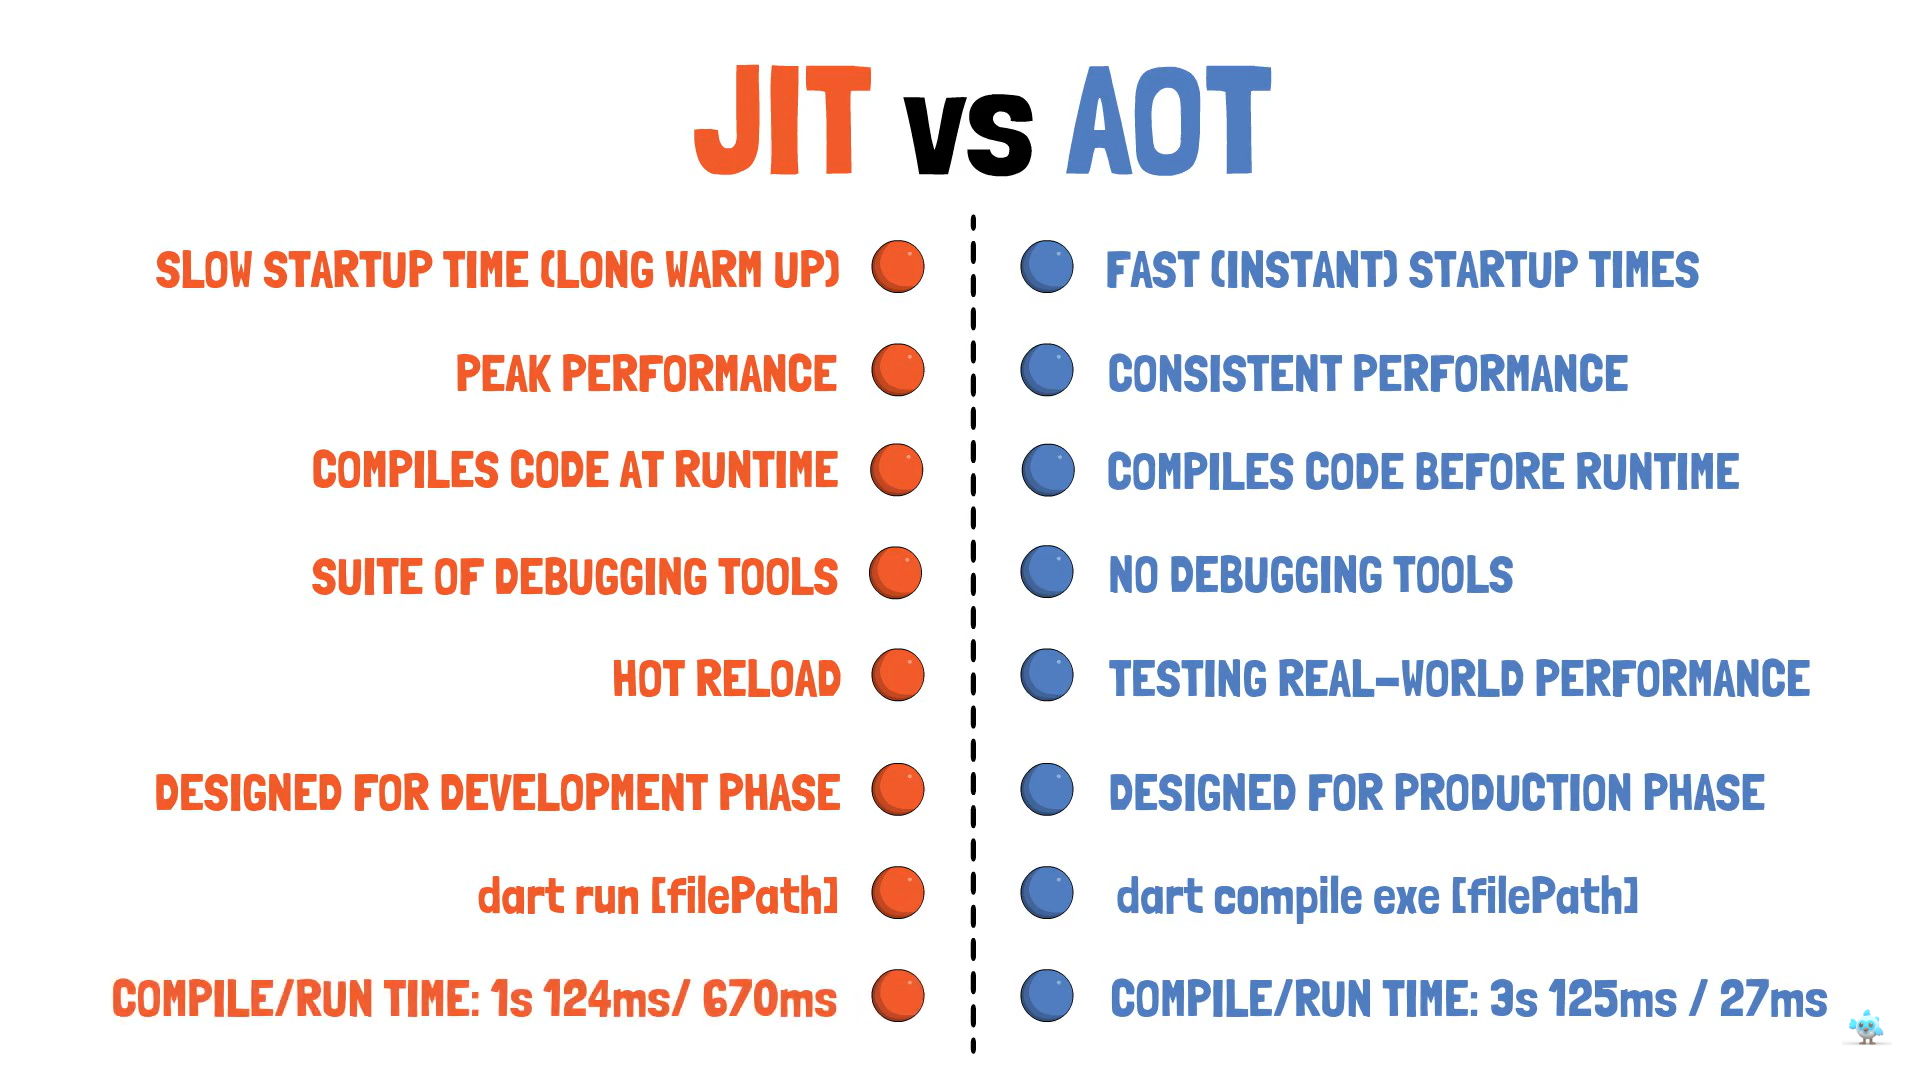 JIT vs AOT
SLOW STARTUP TIME (LONG WARM UP)
FAST (INSTANT) STARTUP TIMES
PEAK PERFORMANCE
CONSISTENT PERFORMANCE
COMPILES CODE AT RUNTIME
COMPILES CODE BEFORE RUNTIME
SUITE OF DEBUGGING TOOLS
NO DEBUGGING TOOLS
HOT RELOAD
TESTING REAL-WORLD PERFORMANCE
DESIGNED FOR DEVELOPMENT PHASE
DESIGNED FOR PRODUCTION PHASE
dart run [filePath]
dart compile exe [filePath]
COMPILE/RUN TIME: 1s 124ms/ 670ms
COMPILE/RUN TIME: 3s 125ms / 27ms